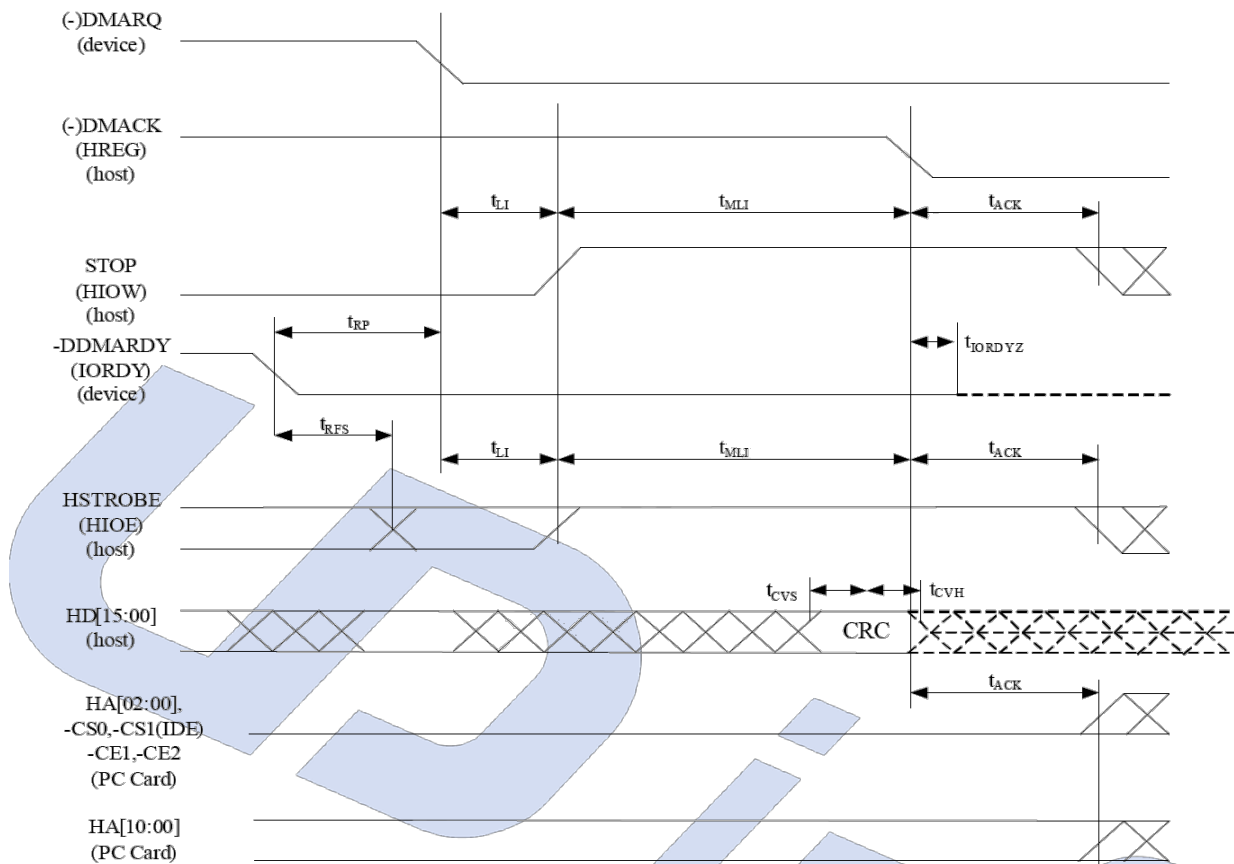 (-)DMARQ
(device)
(-)DMACK
(HREG)
(host)
tLI
tMLI
tACK
STOP
(HIOW)
(host)
tRP
-DDMARDY
(IORDY)
(device)
tIORDYZ
tRFS
tLI
tMLI
tACK
HSTROBE
(HIOE)
(host)
tCVS
tCVH
HD[15:00]
(host)
CRC
tACK
HA[02:00],
-CS0,-CS1(IDE)
-CE1,-CE2
(PC Card)
HA[10:00]
(PC Card)